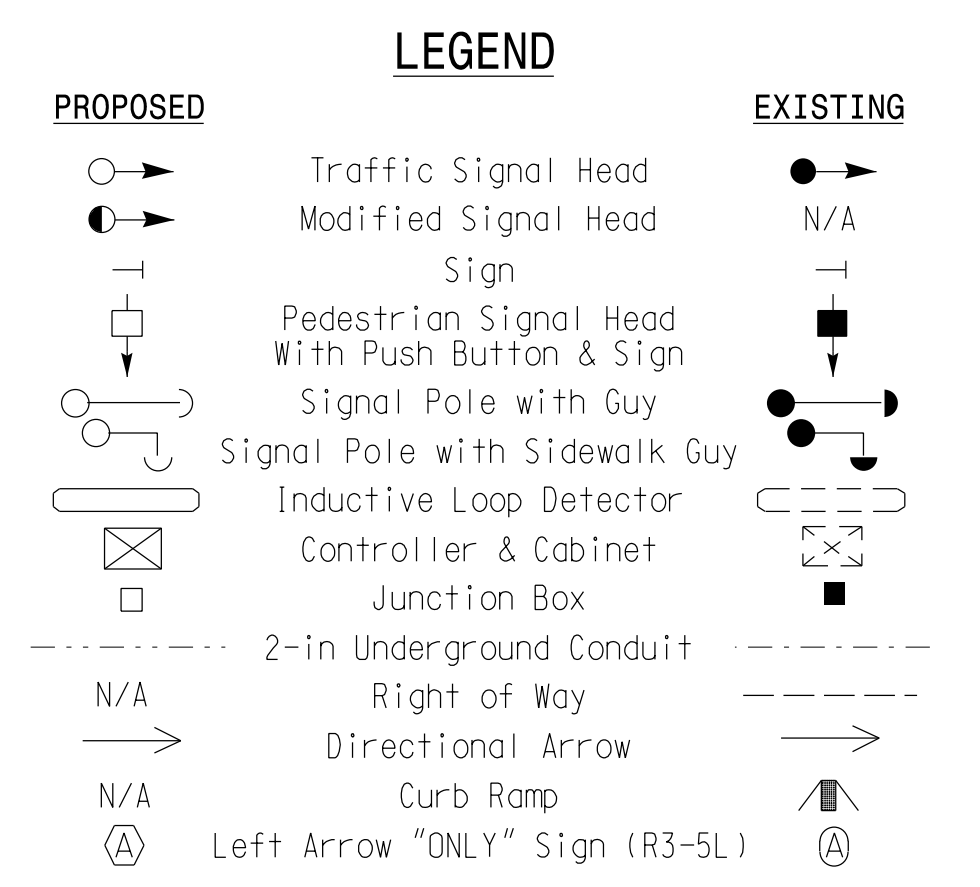 LEGEND
PROPOSED EXISTING
Traffic Signal Head
Modified Signal Head N/A
Sign
Pedestrian Signal Head
With Push Button & Sign
Signal Pole with Guy
Signal Pole with Sidewalk Guy
Inductive Loop Detector
Controller & Cabinet
Junction Box
2-in Underground Conduit
N/A Right of Way
Directional Arrow
N/A Curb Ramp
A Left Arrow "ONLY" Sign (R3-5L) A